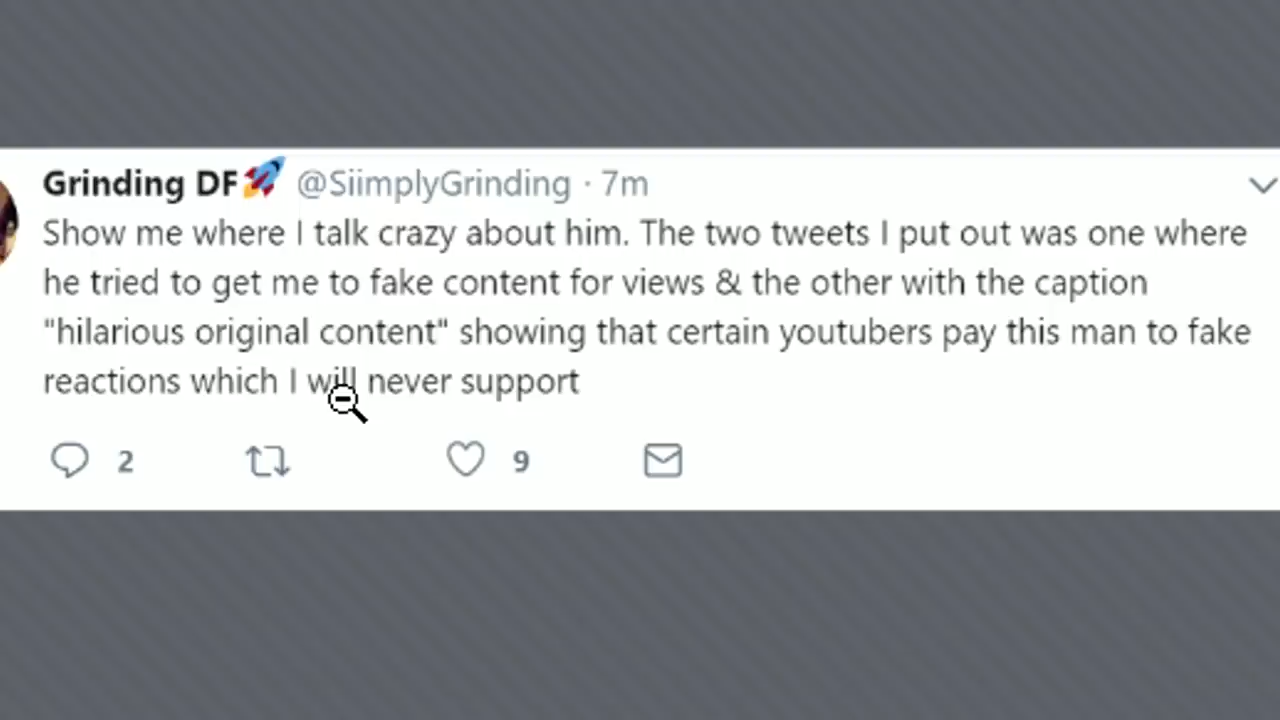 Grinding DF🚀 @SiimplyGrinding · 7m
Show me where I talk crazy about him. The two tweets I put out was one where
he tried to get me to fake content for views & the other with the caption
"hilarious original content" showing that certain youtubers pay this man to fake
reactions which I will never support
2 9